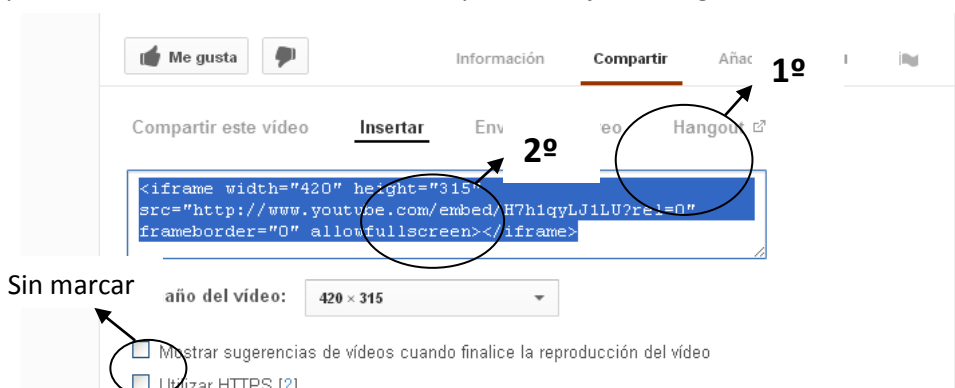 Me gusta Información Compartir Añad
1º
Compartir este vídeo Insertar Env eo Hangout
2º
<iframe width="420" height="315"
src="http://www.youtube.com/embed/H7h1qyLJ1LU?rel=0"
frameborder="0" allowfullscreen></iframe>
Sin marcar
año del vídeo: 420 × 315
Mostrar sugerencias de vídeos cuando finalice la reproducción del vídeo
Utilizar HTTPS [?]